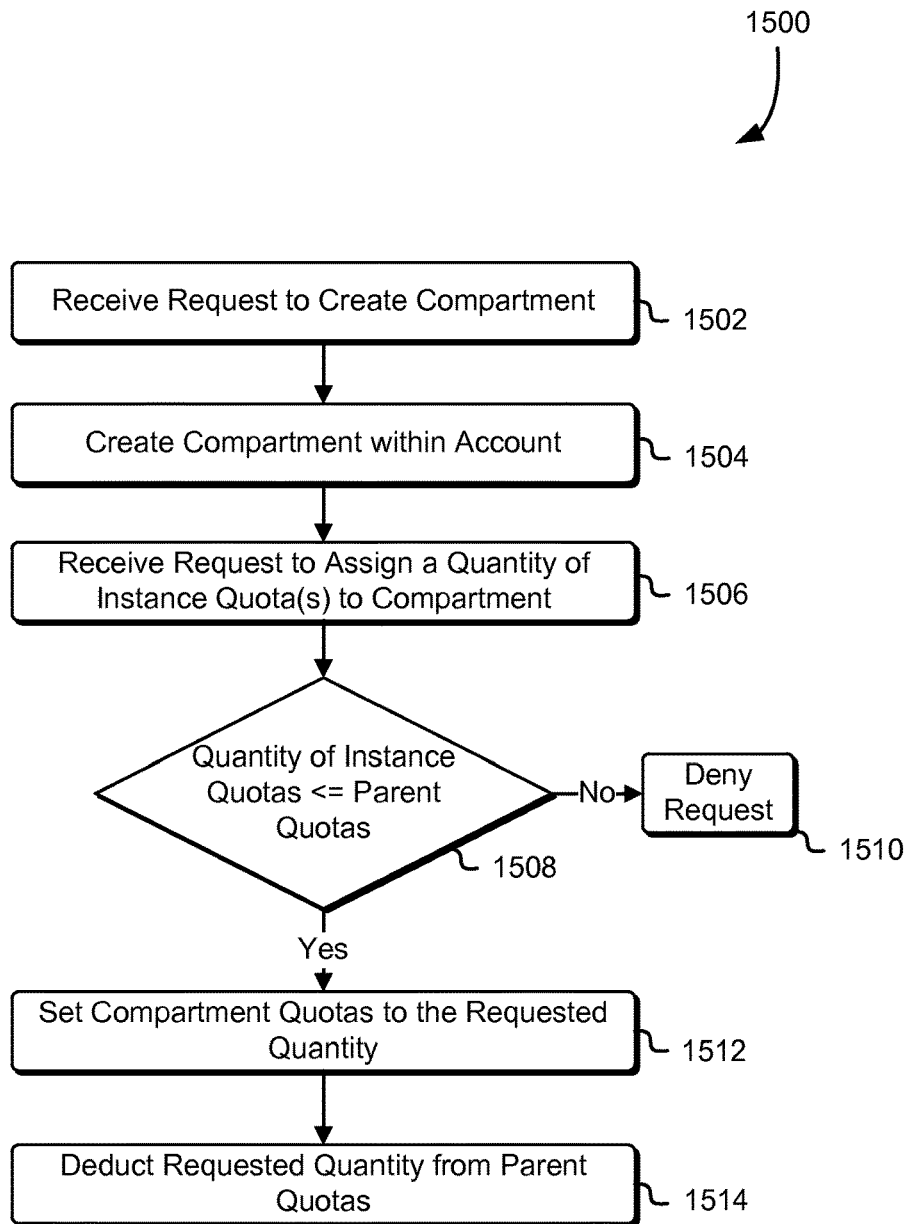 1500
Receive Request to Create Compartment
1502
Create Compartment within Account
1504
Receive Request to Assign a Quantity of
Instance Quota(s) to Compartment
1506
Quantity of Instance
Quotas <= Parent
Quotas
1508
No
Deny
Request
1510
Yes
Set Compartment Quotas to the Requested
Quantity
1512
Deduct Requested Quantity from Parent
Quotas
1514